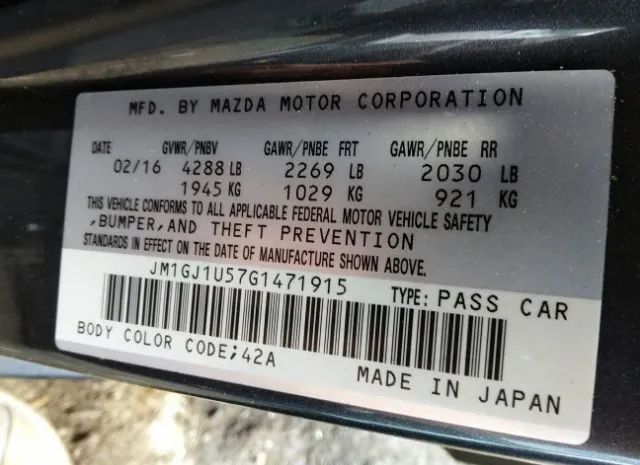 MFD. BY MAZDA MOTOR CORPORATION
DATE GVWR/PNBV GAWR/PNBE FRT GAWR/PNBE RR
02/16 4288 LB 2269 LB 2030 LB
1945 KG 1029 KG 921 KG
THIS VEHICLE CONFORMS TO ALL APPLICABLE FEDERAL MOTOR VEHICLE SAFETY
,BUMPER,AND THEFT PREVENTION
STANDARDS IN EFFECT ON THE DATE OF MANUFACTURE SHOWN ABOVE.
JM1GJ1U57G1471915 TYPE: PASS CAR
BODY COLOR CODE;42A
MADE IN JAPAN